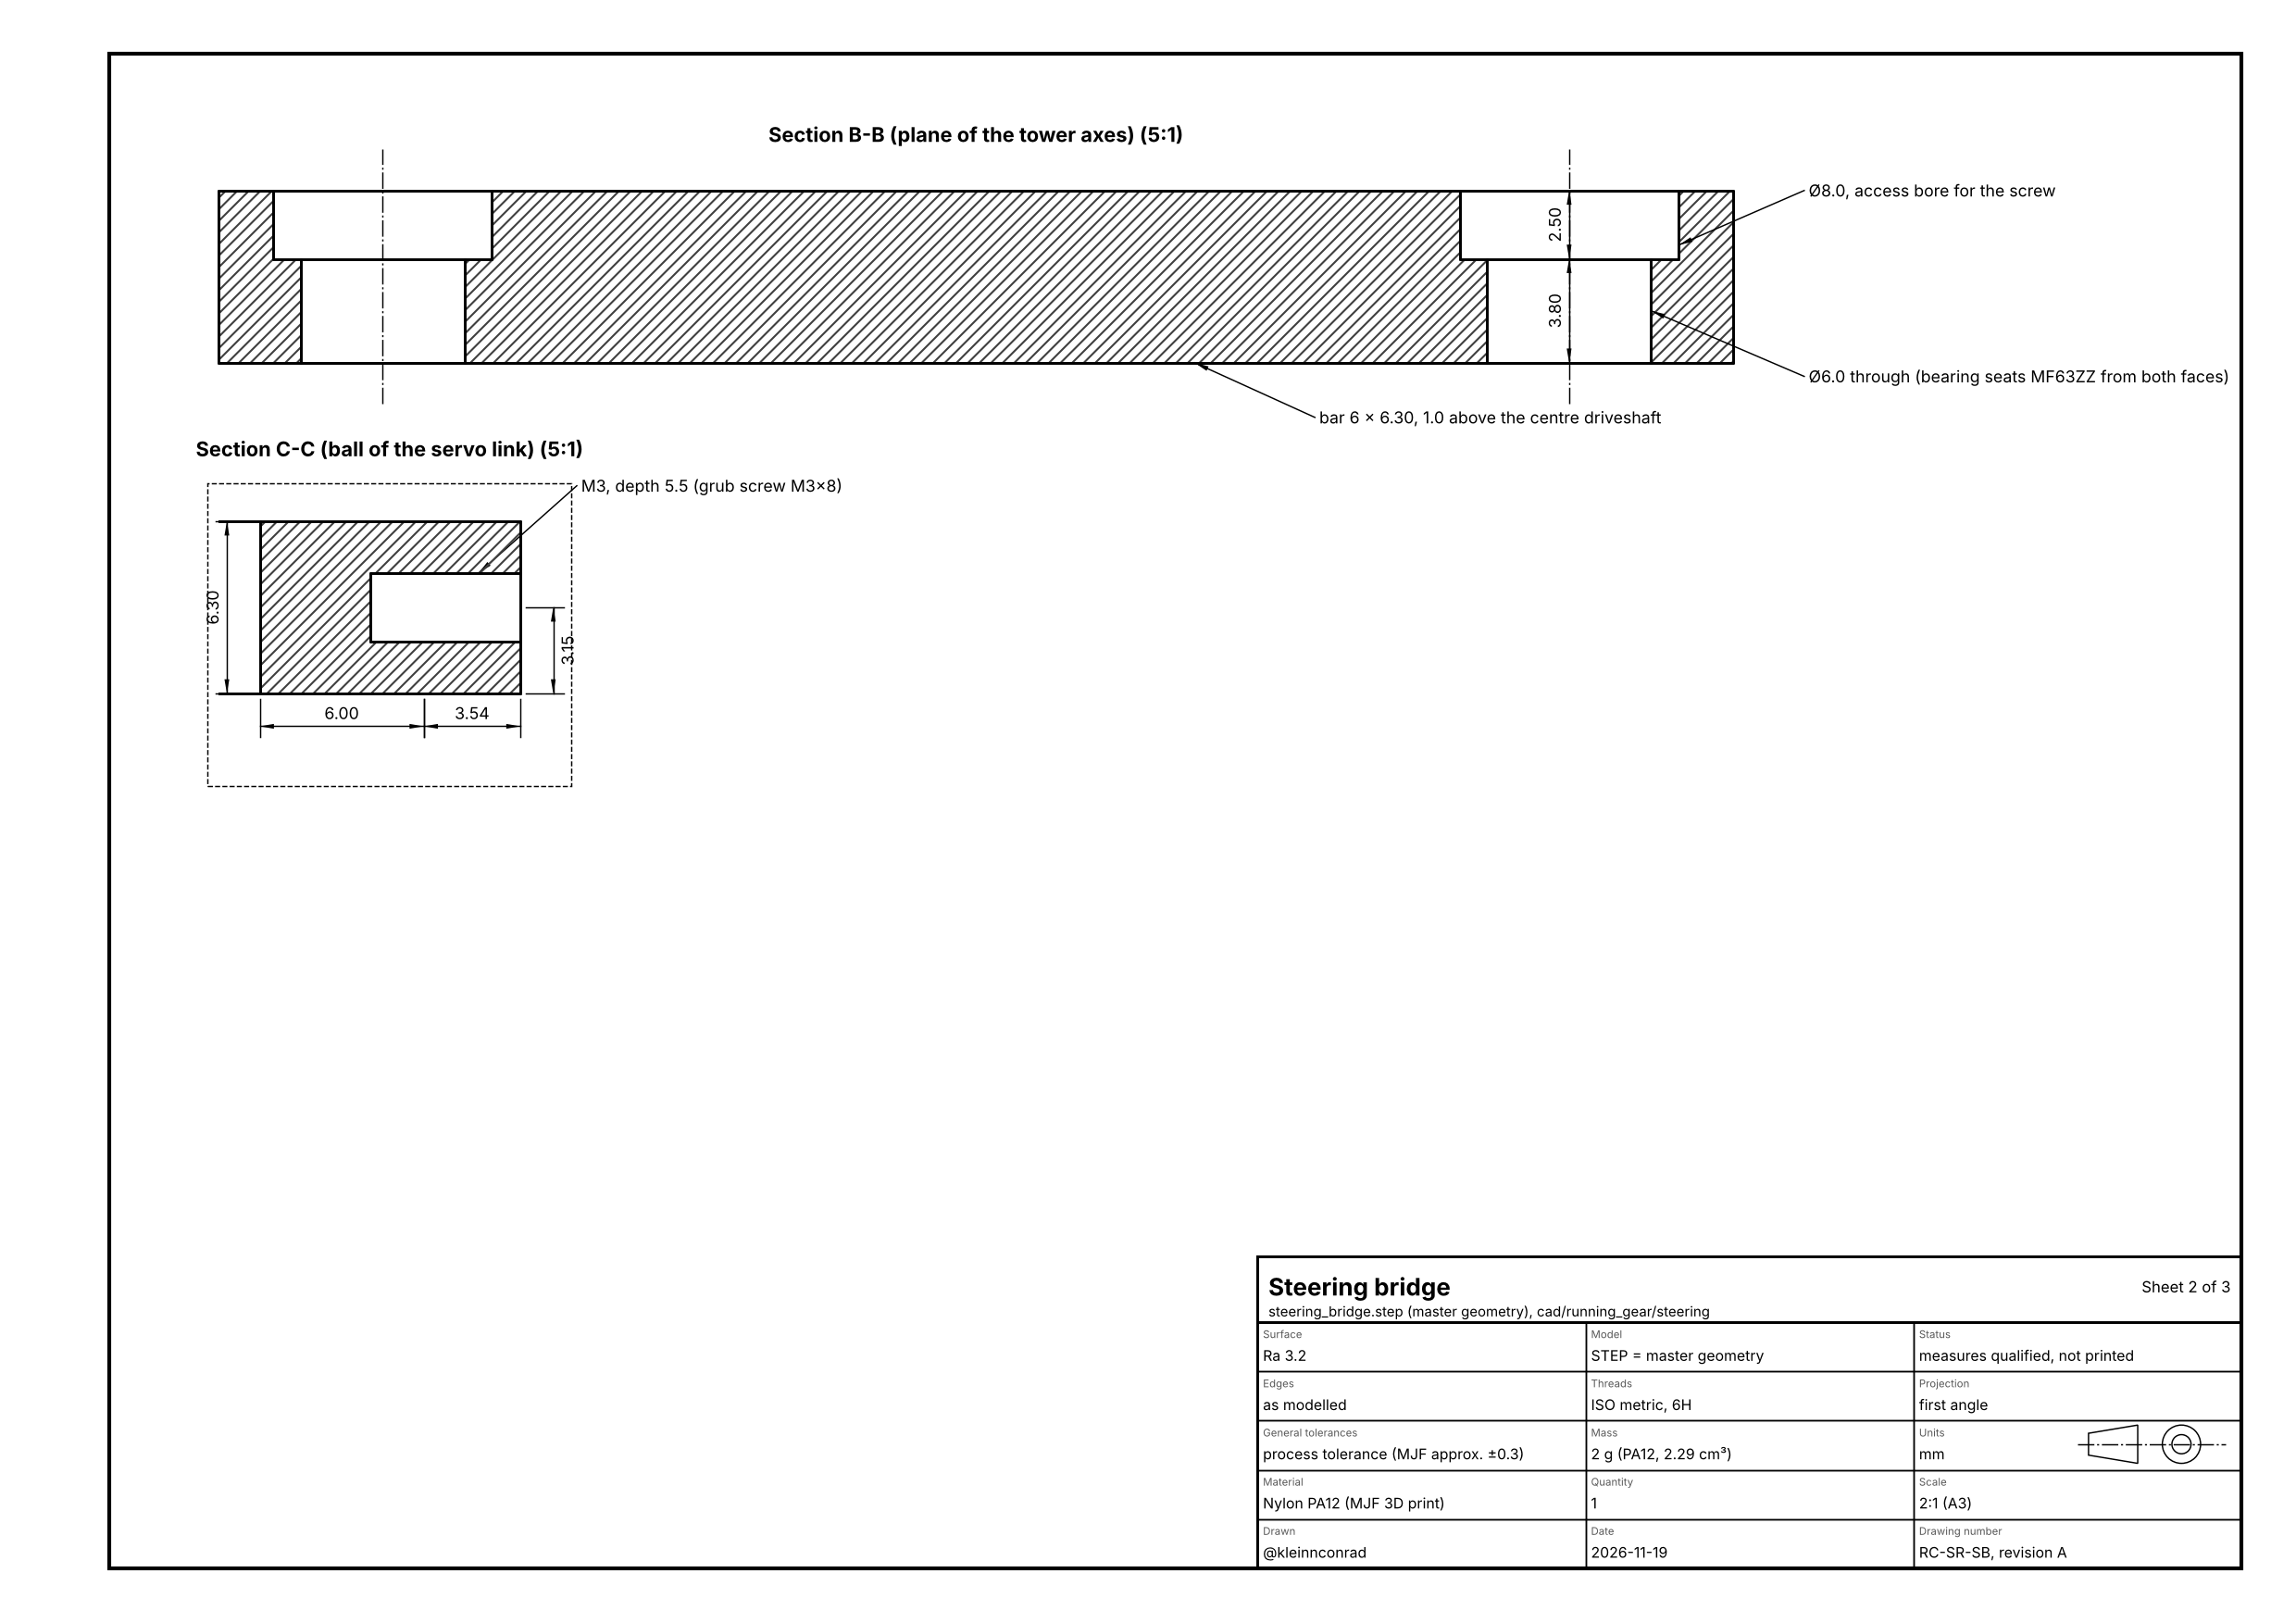 Section B-B (plane of the tower axes) (5:1)
Ø8.0, access bore for the screw
2.50
3.80
Ø6.0 through (bearing seats MF63ZZ from both faces)
bar 6 × 6.30, 1.0 above the centre driveshaft
Section C-C (ball of the servo link) (5:1)
M3, depth 5.5 (grub screw M3×8)
6.30
3.15
6.00
3.54
Steering bridge
Sheet 2 of 3
steering_bridge.step (master geometry), cad/running_gear/steering
Surface
Ra 3.2
Model
STEP = master geometry
Status
measures qualified, not printed
Edges
as modelled
Threads
ISO metric, 6H
Projection
first angle
General tolerances
process tolerance (MJF approx. ±0.3)
Mass
2 g (PA12, 2.29 cm³)
Units
mm
Material
Nylon PA12 (MJF 3D print)
Quantity
1
Scale
2:1 (A3)
Drawn
@kleinnconrad
Date
2026-11-19
Drawing number
RC-SR-SB, revision A